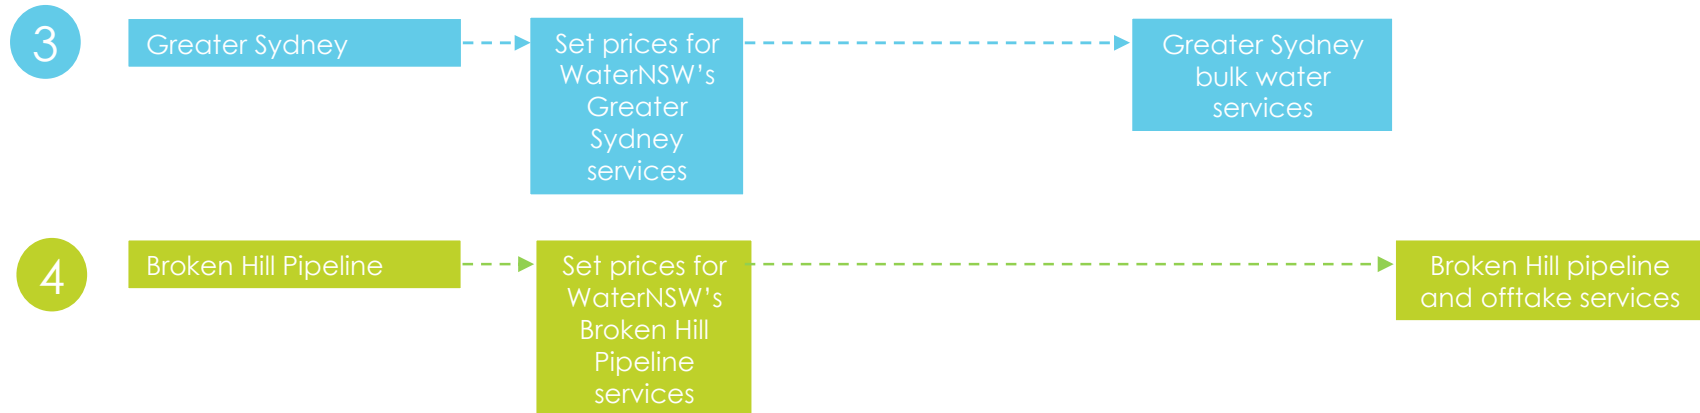 3
Greater Sydney
Set prices for
WaterNSW's
Greater
Sydney
services
Greater Sydney
bulk water
services
4
Broken Hill Pipeline
Set prices for
WaterNSW's
Broken Hill
Pipeline
services
Broken Hill pipeline
and offtake services